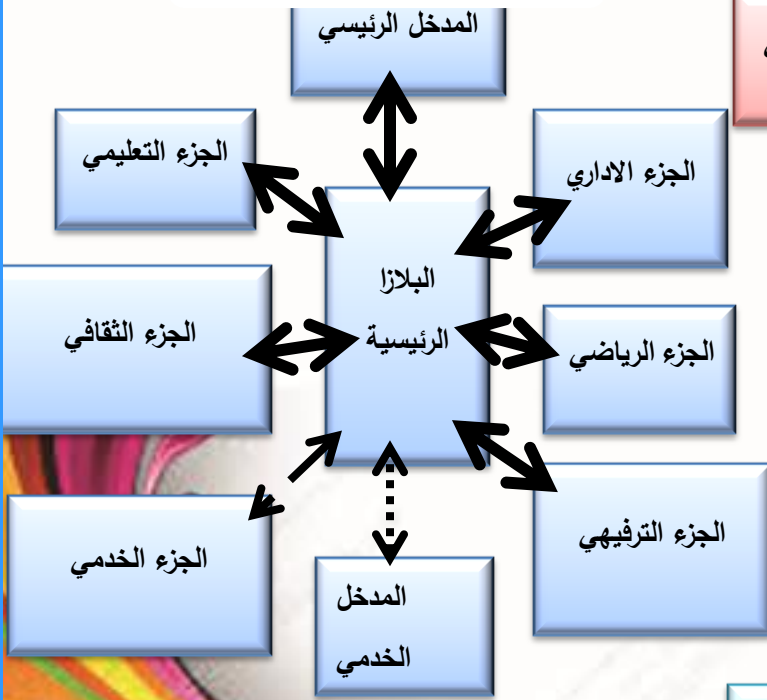 المدخل الرئيسي
الجزء الاداري
الجزء التعليمي
البلازا
الرئيسية
الجزء الرياضي
الجزء الثقافي
الجزء الترفيهي
الجزء الخدمي
المدخل
الخدمي